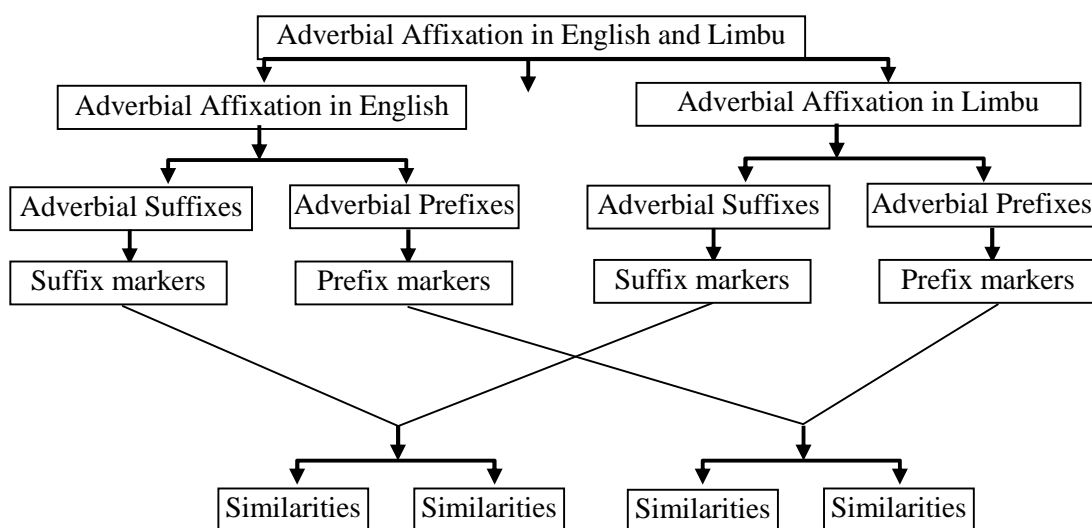 Adverbial Affixation in English and Limbu
Adverbial Affixation in English
Adverbial Affixation in Limbu
Adverbial Suffixes
Adverbial Prefixes
Adverbial Suffixes
Adverbial Prefixes
Suffix markers
Prefix markers
Suffix markers
Prefix markers
Similarities
Similarities
Similarities
Similarities